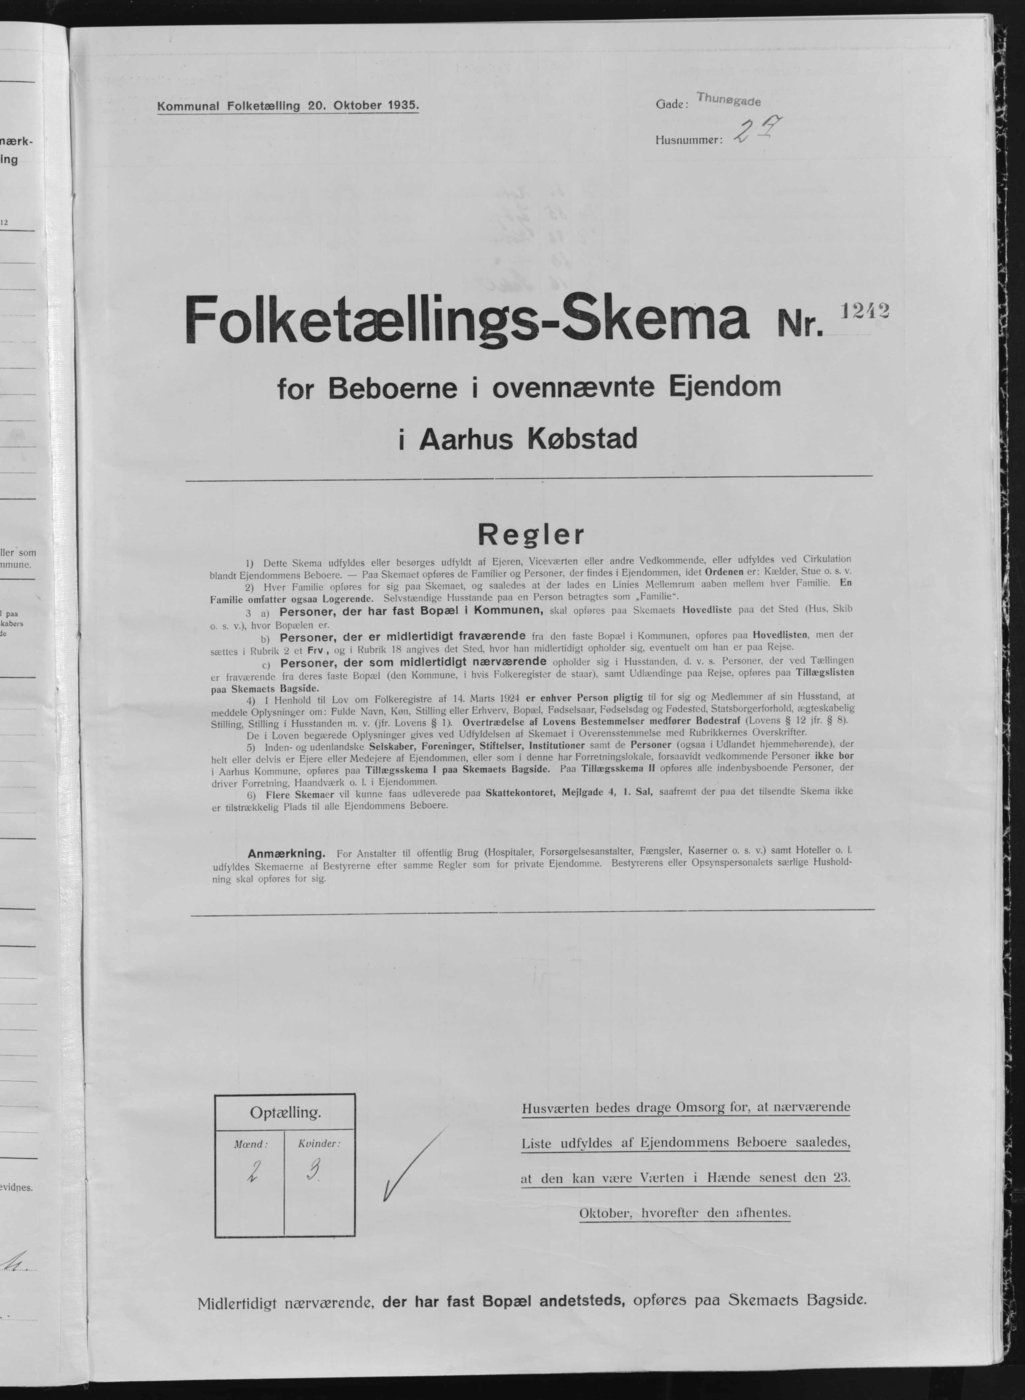 Kommunal Folketælling 20. Oktober 1935.
Gade: Thunøgade
Husnummer: 27
Folketællings-Skema Nr. 1242
for Beboerne i ovennævnte Ejendom
i Aarhus Købstad
Regler
1) Dette Skema udfyldes eller besørges udfyldt af Ejeren, Viceværten eller andre Vedkommende, eller udfyldes ved Cirkulation
blandt Ejendommens Beboere. — Paa Skemaet opføres de Familier og Personer, der findes i Ejendommen, idet Ordenen er: Kælder, Stue o. s. v.
2) Hver Familie opføres for sig paa Skemaet, og saaledes at der lades en Linies Mellemrum aaben mellem hver Familie. En
Familie omfatter ogsaa Logerende. Selvstændige Husstande paa en Person betragtes som „Familie“.
3 a) Personer, der har fast Bopæl i Kommunen, skal opføres paa Skemaets Hovedliste paa det Sted (Hus, Skib
o. s. v.), hvor Bopælen er.
b) Personer, der er midlertidigt fraværende fra den faste Bopæl i Kommunen, opføres paa Hovedlisten, men der
sættes i Rubrik 2 et Frv., og i Rubrik 18 angives det Sted, hvor han midlertidigt opholder sig, eventuelt om han er paa Rejse.
c) Personer, der som midlertidigt nærværende opholder sig i Husstanden, d. v. s. Personer, der ved Tællingen
er fraværende fra deres faste Bopæl (den Kommune, i hvis Folkeregister de staar), samt Udlændinge paa Rejse, opføres paa Tillægslisten
paa Skemaets Bagside.
4) I Henhold til Lov om Folkeregistre af 14. Marts 1924 er enhver Person pligtig til for sig og Medlemmer af sin Husstand, at
meddele Oplysninger om: Fulde Navn, Køn, Stilling eller Erhverv, Bopæl, Fødselsaar, Fødselsdag og Fødested, Statsborgerforhold, ægteskabelig
Stilling, Stilling i Husstanden m. v. (jfr. Lovens § 1). Overtrædelse af Lovens Bestemmelser medfører Bødestraf (Lovens § 12 jfr. § 8).
De i Loven begærede Oplysninger gives ved Udfyldelsen af Skemaet i Overensstemmelse med Rubrikkernes Overskrifter.
5) Inden- og udenlandske Selskaber, Foreninger, Stiftelser, Institutioner samt de Personer (ogsaa i Udlandet hjemmehørende), der
helt eller delvis er Ejere eller Medejere af Ejendommen, eller som i denne har Forretningslokale, forsaavidt vedkommende Personer ikke bor
i Aarhus Kommune, opføres paa Tillægsskema I paa Skemaets Bagside. Paa Tillægsskema II opføres alle indenbysboende Personer, der
driver Forretning, Haandværk o. l. i Ejendommen.
6) Flere Skemaer vil kunne faas udleverede paa Skattekontoret, Mejlgade 4, 1. Sal, saafremt der paa det tilsendte Skema ikke
er tilstrækkelig Plads til alle Ejendommens Beboere.
Anmærkning. For Anstalter til offentlig Brug (Hospitaler, Forsørgelsesanstalter, Fængsler, Kaserner o. s. v.) samt Hoteller o. l.
udfyldes Skemaerne af Bestyrerne efter samme Regler som for private Ejendomme. Bestyrerens eller Opsynspersonalets særlige Hushold-
ning skal opføres for sig.
Optælling.
Mænd: Kvinder:
2 3
Husværten bedes drage Omsorg for, at nærværende
Liste udfyldes af Ejendommens Beboere saaledes,
at den kan være Værten i Hænde senest den 23.
Oktober, hvorefter den afhentes.
Midlertidigt nærværende, der har fast Bopæl andetsteds, opføres paa Skemaets Bagside.